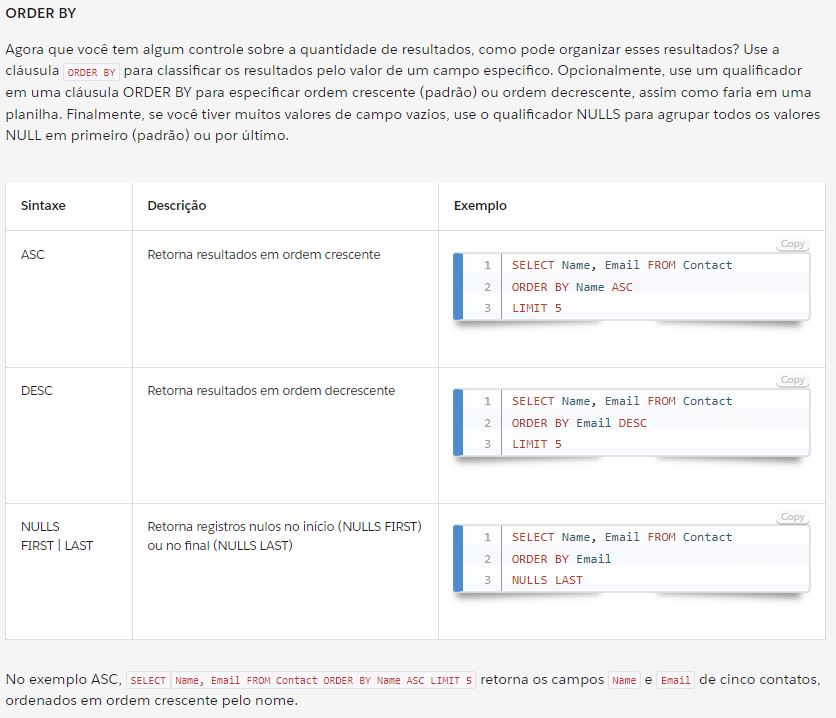 ORDER BY
Agora que você tem algum controle sobre a quantidade de resultados, como pode organizar esses resultados? Use a
cláusula ORDER BY para classificar os resultados pelo valor de um campo específico. Opcionalmente, use um qualificador
em uma cláusula ORDER BY para especificar ordem crescente (padrão) ou ordem decrescente, assim como faria em uma
planilha. Finalmente, se você tiver muitos valores de campo vazios, use o qualificador NULLS para agrupar todos os valores
NULL em primeiro (padrão) ou por último.
Sintaxe Descrição Exemplo
Copy
ASC Retorna resultados em ordem crescente
1 SELECT Name, Email FROM Contact
2 ORDER BY Name ASC
3 LIMIT 5
Copy
DESC Retorna resultados em ordem decrescente
1 SELECT Name, Email FROM Contact
2 ORDER BY Email DESC
3 LIMIT 5
Copy
NULLS Retorna registros nulos no início (NULLS FIRST)
FIRST | LAST ou no final (NULLS LAST)
1 SELECT Name, Email FROM Contact
2 ORDER BY Email
3 NULLS LAST
No exemplo ASC, SELECT Name, Email FROM Contact ORDER BY Name ASC LIMIT 5 retorna os campos Name e Email de cinco contatos,
ordenados em ordem crescente pelo nome.